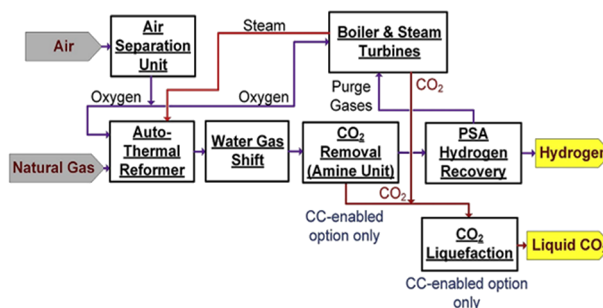 Air
Air
Separation
Unit
Steam
Boiler & Steam
Turbines
Oxygen
Oxygen
Purge
Gases
CO₂
Natural Gas
Auto-
Thermal
Reformer
Water Gas
Shift
CO₂
Removal
(Amine Unit)
PSA
Hydrogen
Recovery
Hydrogen
CO₂
CC-enabled
option only
CO₂
Liquefaction
Liquid CO₂
CC-enabled option
only